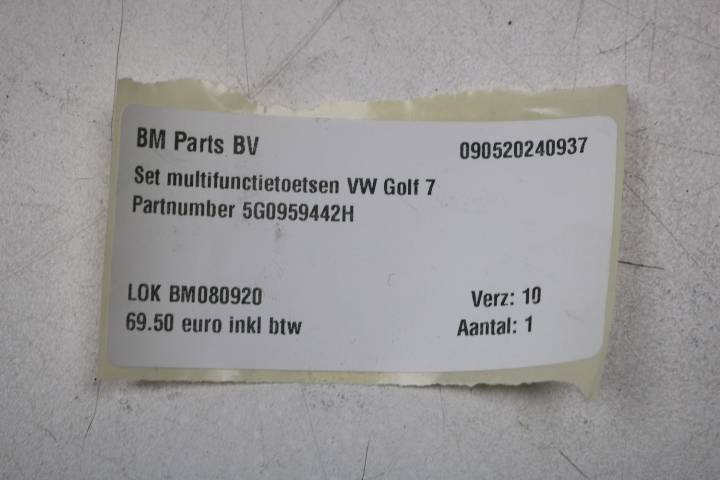 BM Parts BV 090520240937
Set multifunctietoetsen VW Golf 7
Partnumber 5G0959442H
LOK BM080920 Verz: 10
69.50 euro inkl btw Aantal: 1